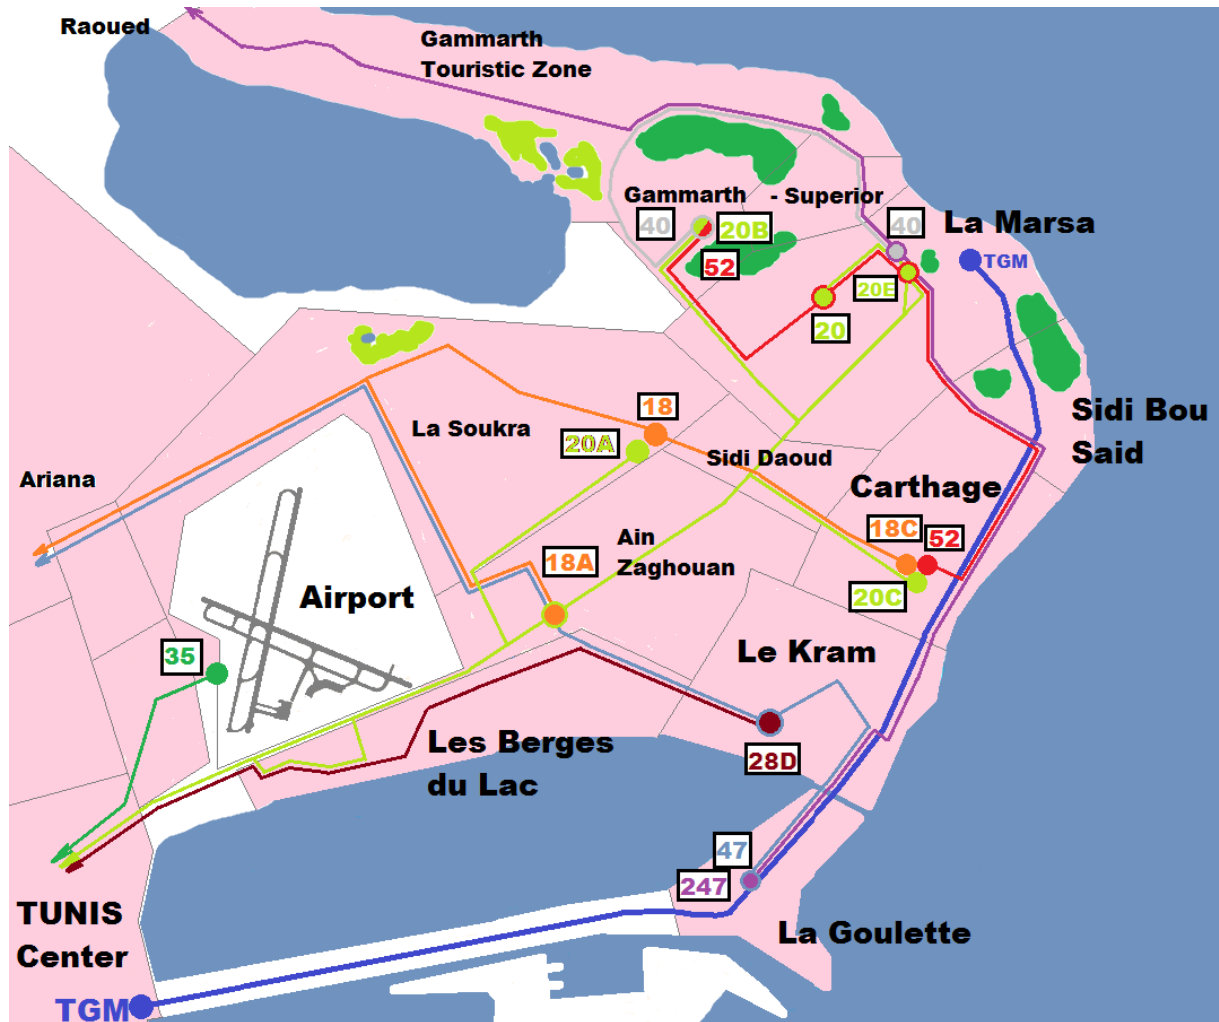 Raoued
Gammarth
Touristic Zone
Gammarth - Superior
40
20B
40
La Marsa
52
TGM
20E
20
18
La Soukra
20A
Sidi Bou
Said
Sidi Daoud
Ariana
Carthage
18C
52
Ain
Zaghouan
18A
20C
Airport
35
Le Kram
Les Berges
du Lac
28D
47
247
TUNIS
Center
La Goulette
TGM